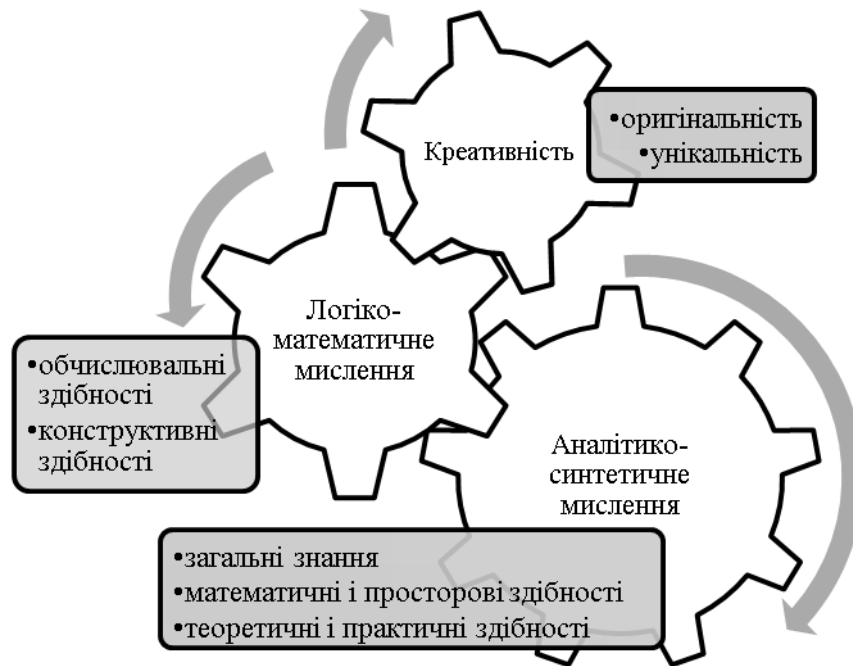 Креативність
•оригінальність
•унікальність
Логіко-
математичне
мислення
•обчислювальні
здібності
•конструктивні
здібності
Аналітико-
синтетичне
мислення
•загальні знання
•математичні і просторові здібності
•теоретичні і практичні здібності